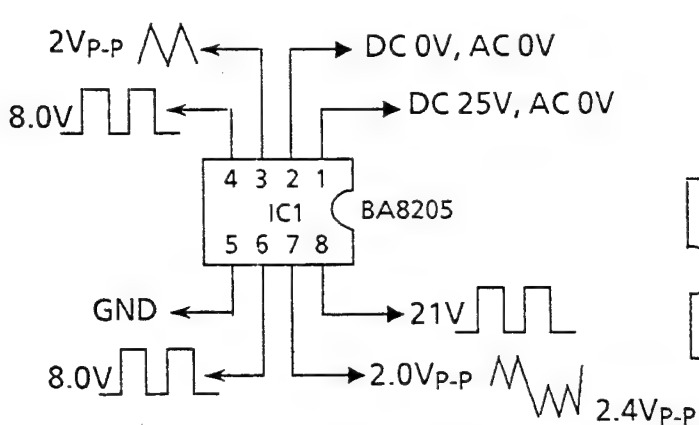 2VP-P
DC 0V, AC 0V
8.0V
DC 25V, AC 0V
4 3 2 1
IC1
BA8205
5 6 7 8
GND
21V
8.0V
2.0VP-P
2.4VP-P